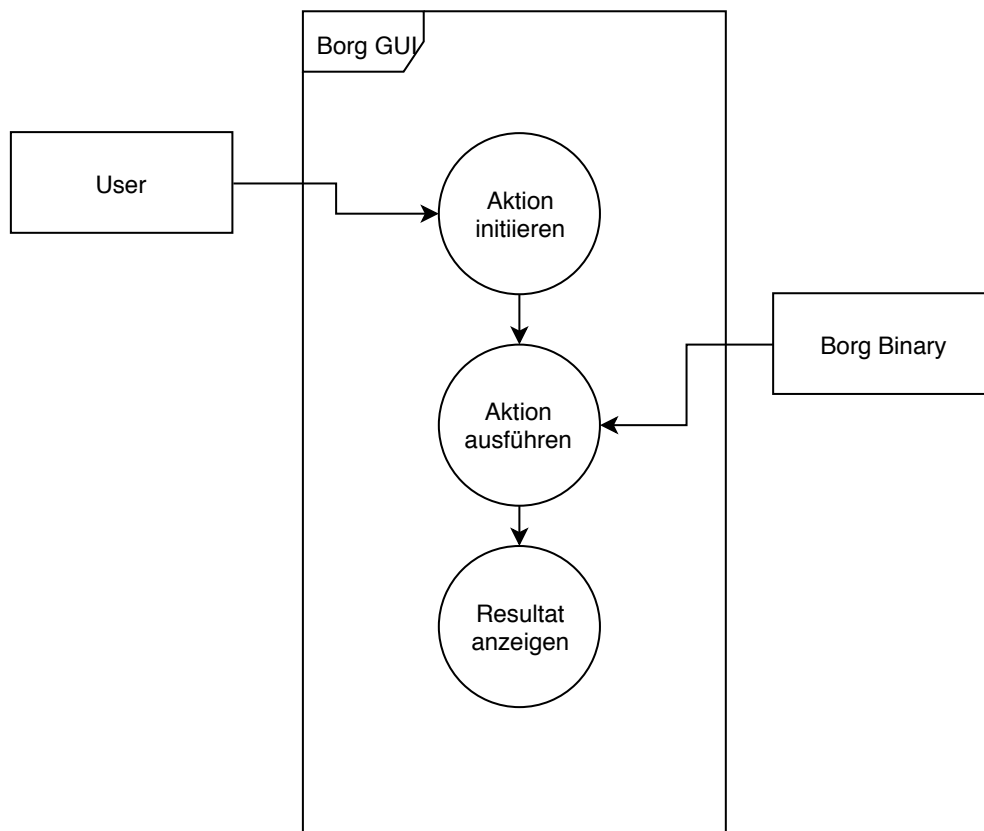 Borg GUI
User
Aktion
initiieren
Borg Binary
Aktion
ausführen
Resultat
anzeigen